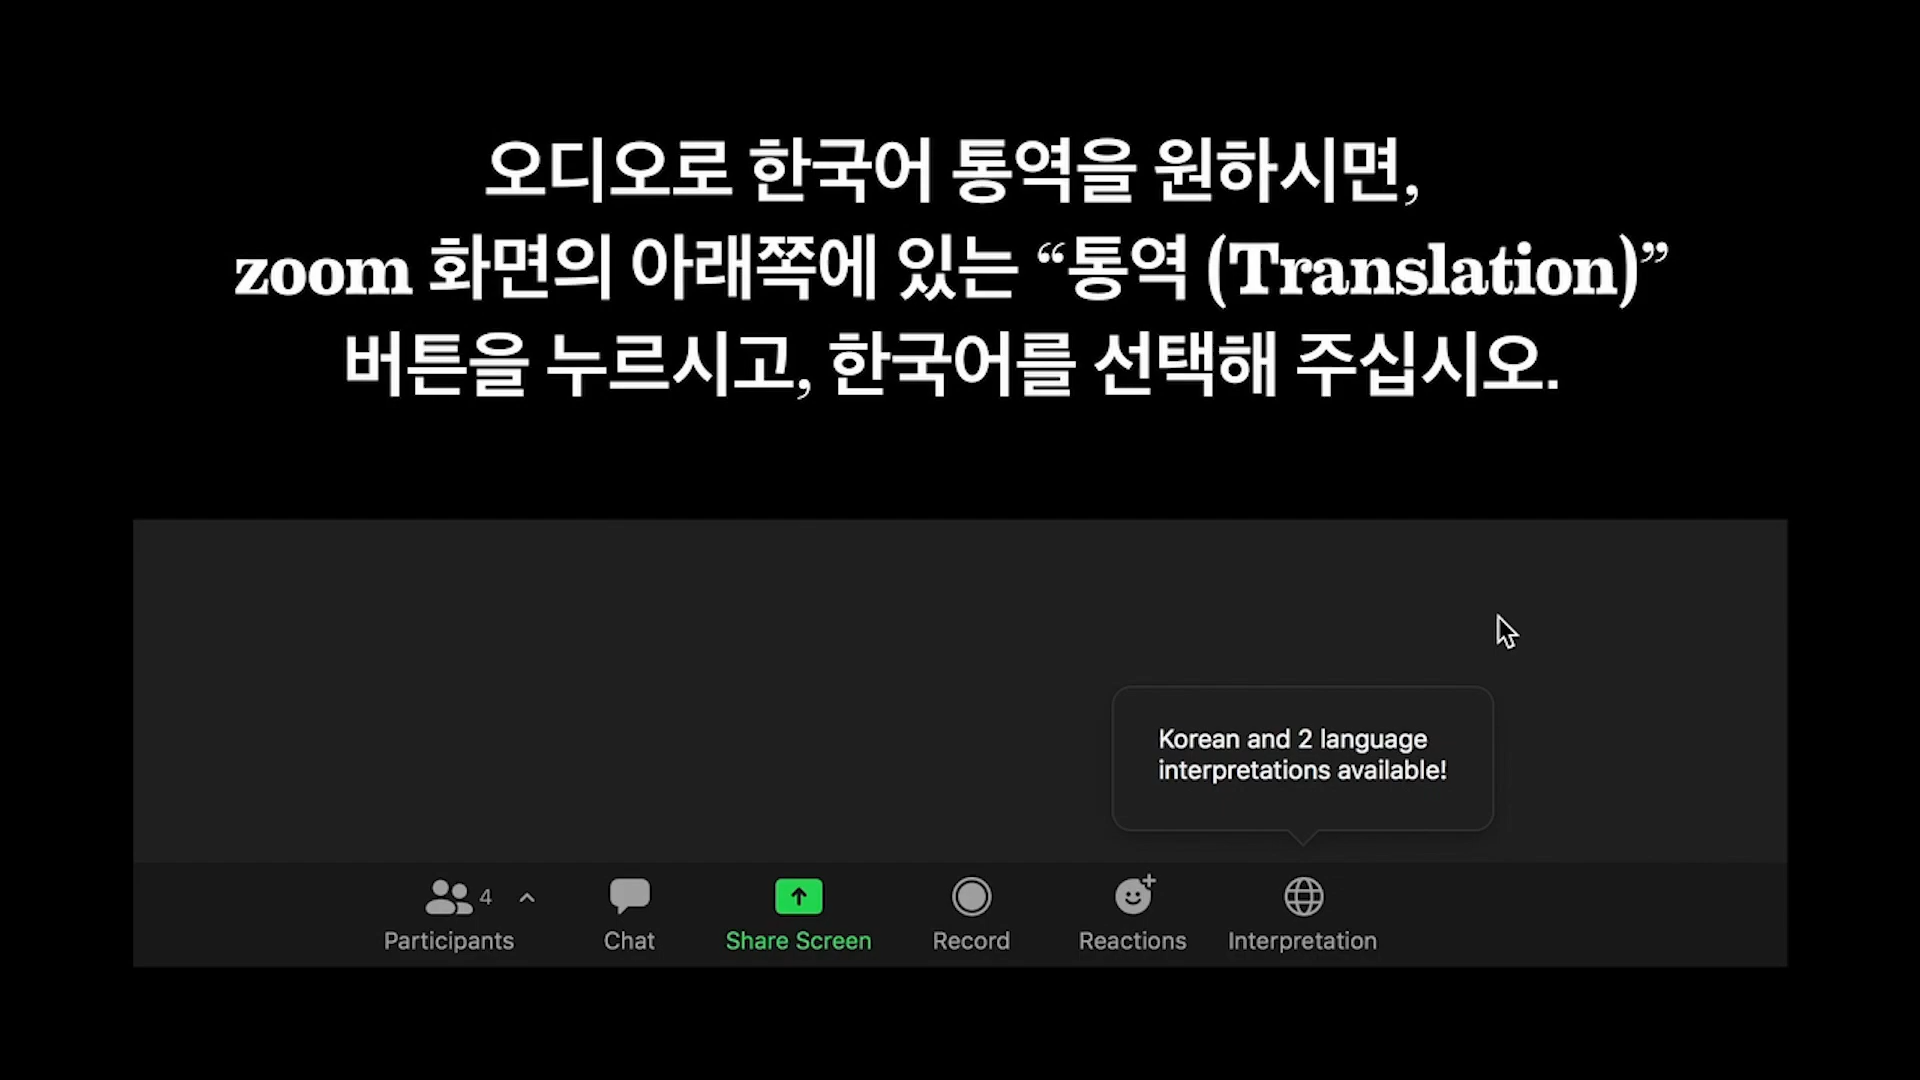 오디오로 한국어 통역을 원하시면,
zoom 화면의 아래쪽에 있는 “통역 (Translation)”
버튼을 누르시고, 한국어를 선택해 주십시오.
Korean and 2 language
interpretations available!
4
Participants
Chat
Share Screen
Record
Reactions
Interpretation